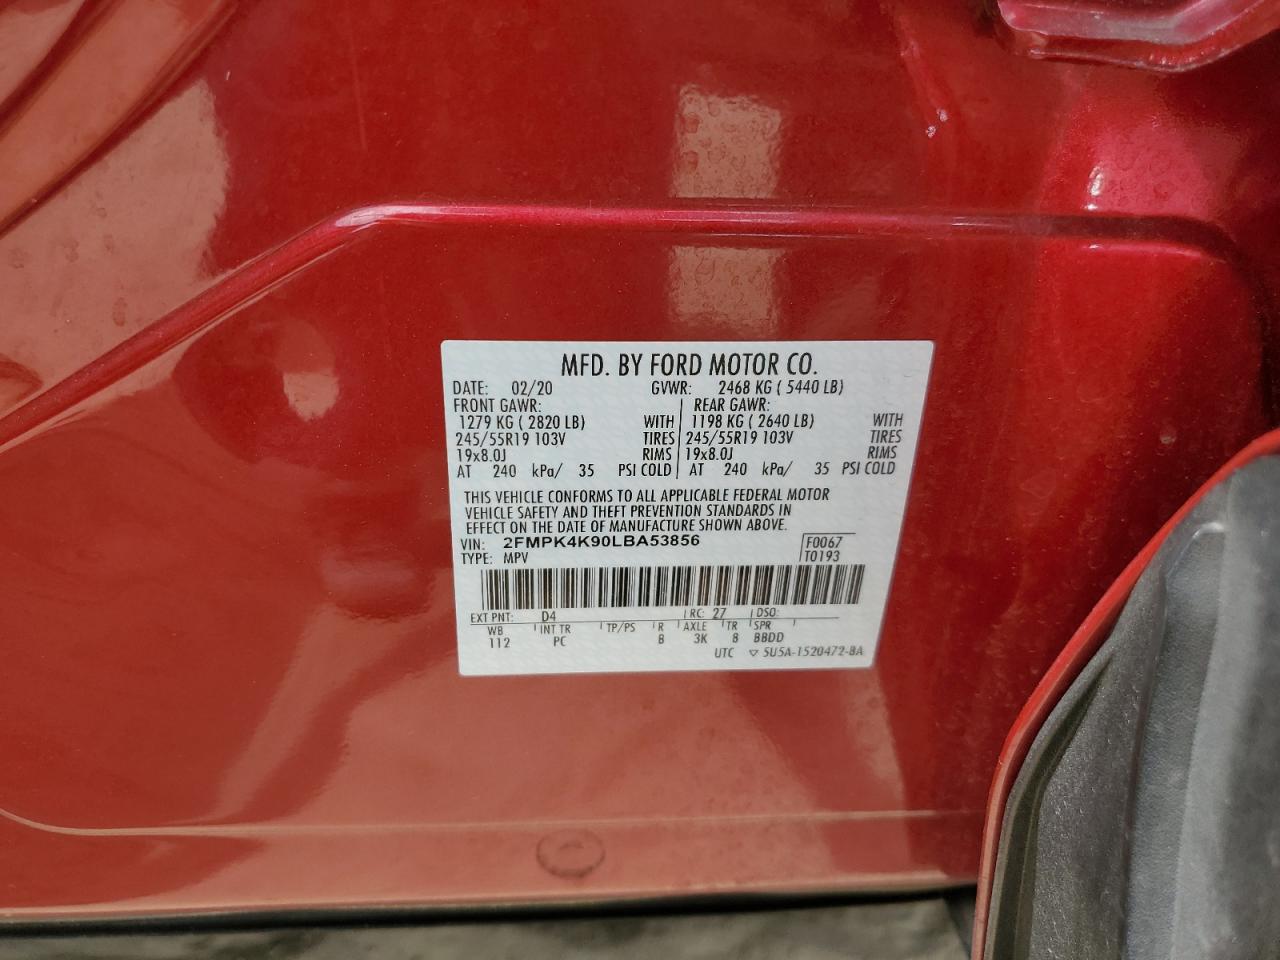 MFD. BY FORD MOTOR CO.
DATE: 02/20 GVWR: 2468 KG ( 5440 LB)
FRONT GAWR: REAR GAWR:
1279 KG ( 2820 LB) WITH 1198 KG ( 2640 LB) WITH
245/55R19 103V TIRES 245/55R19 103V TIRES
19x8.0J RIMS 19x8.0J RIMS
AT 240 kPa/ 35 PSI COLD AT 240 kPa/ 35 PSI COLD
THIS VEHICLE CONFORMS TO ALL APPLICABLE FEDERAL MOTOR
VEHICLE SAFETY AND THEFT PREVENTION STANDARDS IN
EFFECT ON THE DATE OF MANUFACTURE SHOWN ABOVE.
VIN: 2FMPK4K90LBA53856 F0067
TYPE: MPV T0193
EXT PNT: D4 RC: 27 DSO:
WB INT TR TP/PS R AXLE TR SPR
112 PC B 3K 8 BBDD
UTC ▽ 5U5A-1520472-BA